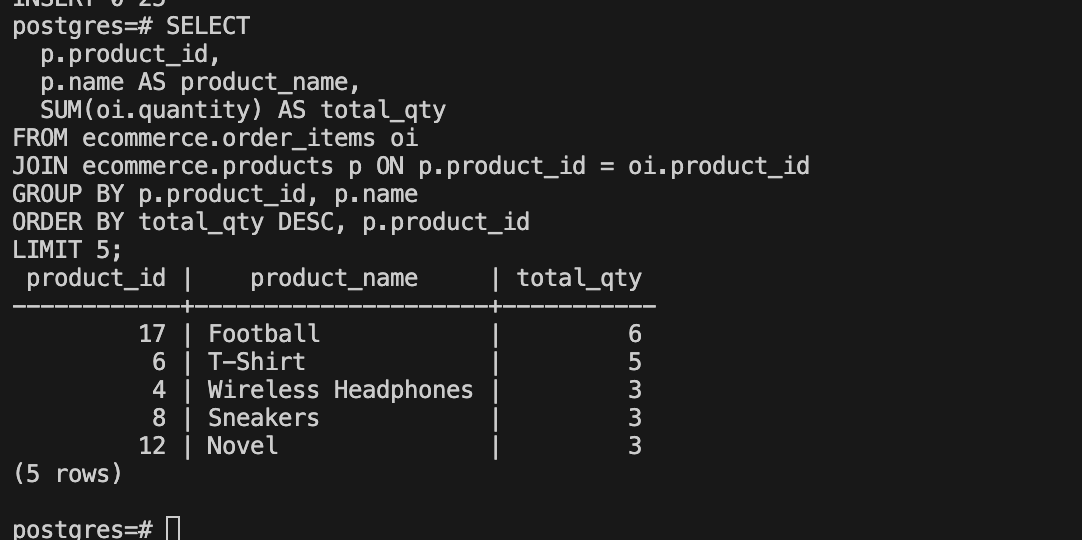 INSERT 0 25
postgres=# SELECT
  p.product_id,
  p.name AS product_name,
  SUM(oi.quantity) AS total_qty
FROM ecommerce.order_items oi
JOIN ecommerce.products p ON p.product_id = oi.product_id
GROUP BY p.product_id, p.name
ORDER BY total_qty DESC, p.product_id
LIMIT 5;
 product_id |    product_name     | total_qty
------------+---------------------+-----------
         17 | Football            |         6
          6 | T-Shirt             |         5
          4 | Wireless Headphones |         3
          8 | Sneakers            |         3
         12 | Novel               |         3
(5 rows)
postgres=#